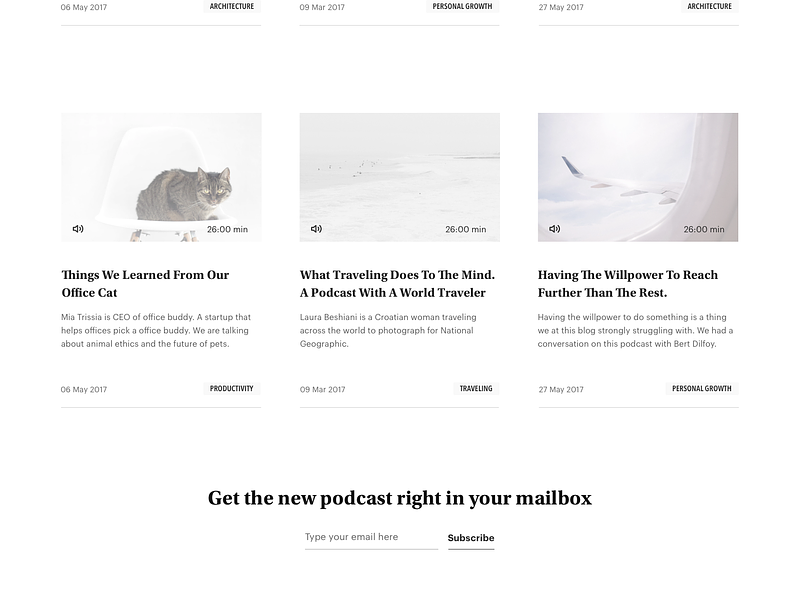 06 May 2017
ARCHITECTURE
09 Mar 2017
PERSONAL GROWTH
27 May 2017
ARCHITECTURE
26:00 min
Things We Learned From Our
Office Cat
Mia Trissia is CEO of office buddy. A startup that
helps offices pick a office buddy. We are talking
about animal ethics and the future of pets.
06 May 2017
PRODUCTIVITY
26:00 min
What Traveling Does To The Mind.
A Podcast With A World Traveler
Laura Beshiani is a Croatian woman traveling
across the world to photograph for National
Geographic.
09 Mar 2017
TRAVELING
26:00 min
Having The Willpower To Reach
Further Than The Rest.
Having the willpower to do something is a thing
we at this blog strongly struggling with. We had a
conversation on this podcast with Bert Dilfoy.
27 May 2017
PERSONAL GROWTH
Get the new podcast right in your mailbox
Type your email here
Subscribe